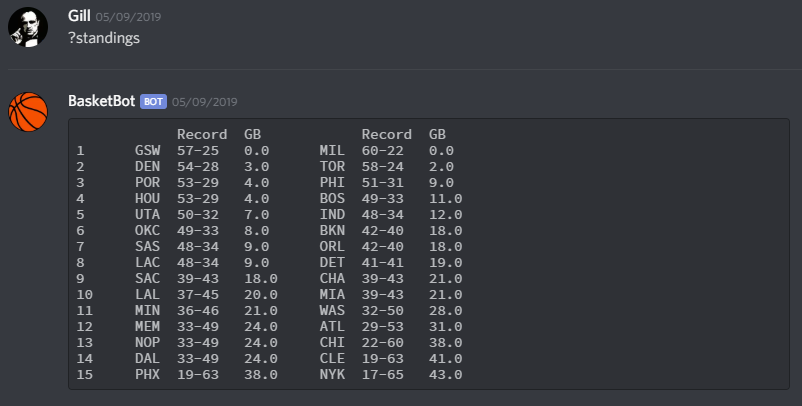 Gill 05/09/2019
?standings
BasketBot BOT 05/09/2019
Record GB Record GB
1 GSW 57-25 0.0 MIL 60-22 0.0
2 DEN 54-28 3.0 TOR 58-24 2.0
3 POR 53-29 4.0 PHI 51-31 9.0
4 HOU 53-29 4.0 BOS 49-33 11.0
5 UTA 50-32 7.0 IND 48-34 12.0
6 OKC 49-33 8.0 BKN 42-40 18.0
7 SAS 48-34 9.0 ORL 42-40 18.0
8 LAC 48-34 9.0 DET 41-41 19.0
9 SAC 39-43 18.0 CHA 39-43 21.0
10 LAL 37-45 20.0 MIA 39-43 21.0
11 MIN 36-46 21.0 WAS 32-50 28.0
12 MEM 33-49 24.0 ATL 29-53 31.0
13 NOP 33-49 24.0 CHI 22-60 38.0
14 DAL 33-49 24.0 CLE 19-63 41.0
15 PHX 19-63 38.0 NYK 17-65 43.0